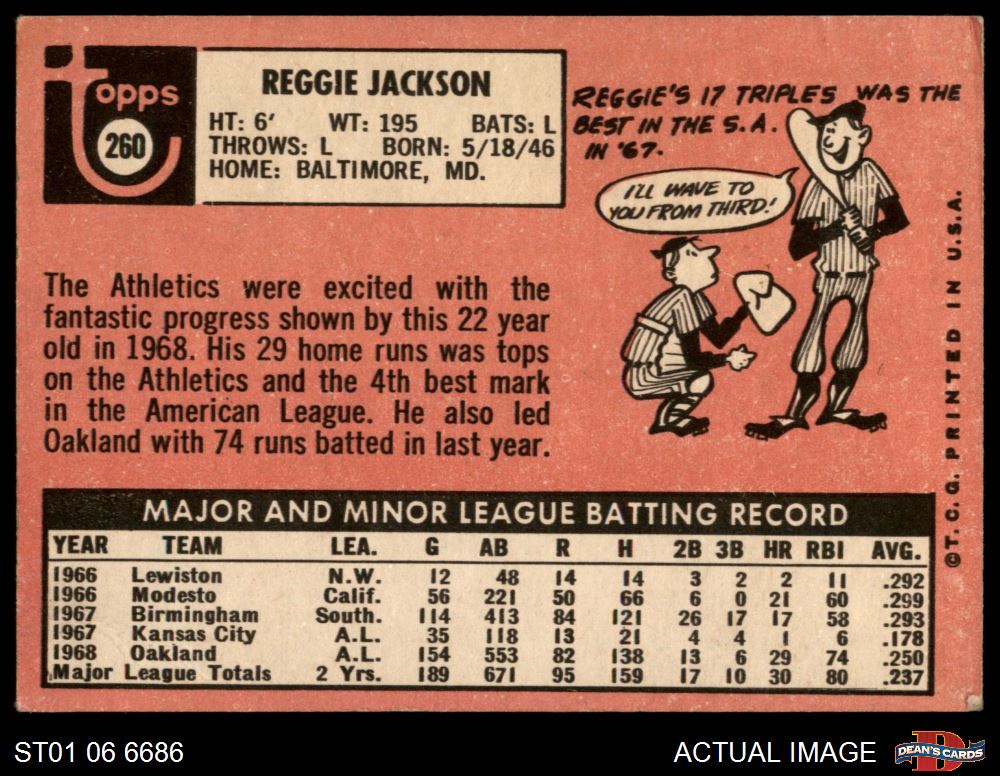 Topps
260
REGGIE JACKSON
HT: 6' WT: 195 BATS: L
THROWS: L BORN: 5/18/46
HOME: BALTIMORE, MD.
REGGIE'S 17 TRIPLES WAS THE
BEST IN THE S.A.
IN '67.
I'LL WAVE TO
YOU FROM THIRD!
The Athletics were excited with the
fantastic progress shown by this 22 year
old in 1968. His 29 home runs was tops
on the Athletics and the 4th best mark
in the American League. He also led
Oakland with 74 runs batted in last year.
MAJOR AND MINOR LEAGUE BATTING RECORD
YEAR TEAM LEA. G AB R H 2B 3B HR RBI AVG.
1966 Lewiston N.W. 12 48 14 14 3 2 2 11 .292
1966 Modesto Calif. 56 221 50 66 6 0 21 60 .299
1967 Birmingham South. 114 413 84 121 26 17 17 58 .293
1967 Kansas City A.L. 35 118 13 21 4 4 1 6 .178
1968 Oakland A.L. 154 553 82 138 13 6 29 74 .250
Major League Totals 2 Yrs. 189 671 95 159 17 10 30 80 .237
©T.C.G. PRINTED IN U.S.A.
ST01 06 6686
ACTUAL IMAGE
D
DEAN'S CARDS